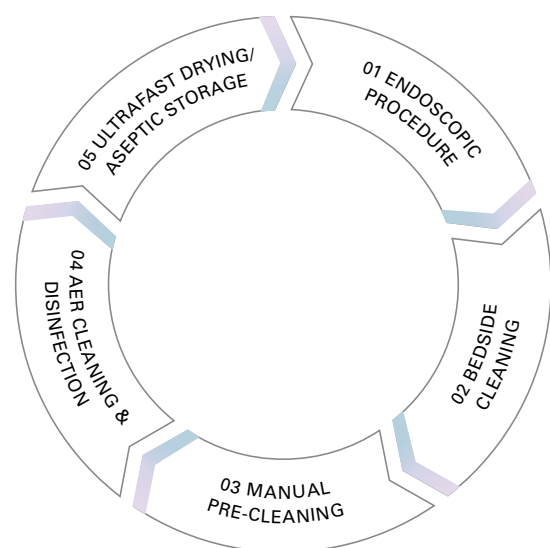 01 ENDOSCOPIC
PROCEDURE
02 BEDSIDE
CLEANING
03 MANUAL
PRE-CLEANING
04 AER CLEANING &
DISINFECTION
05 ULTRAFAST DRYING/
ASEPTIC STORAGE